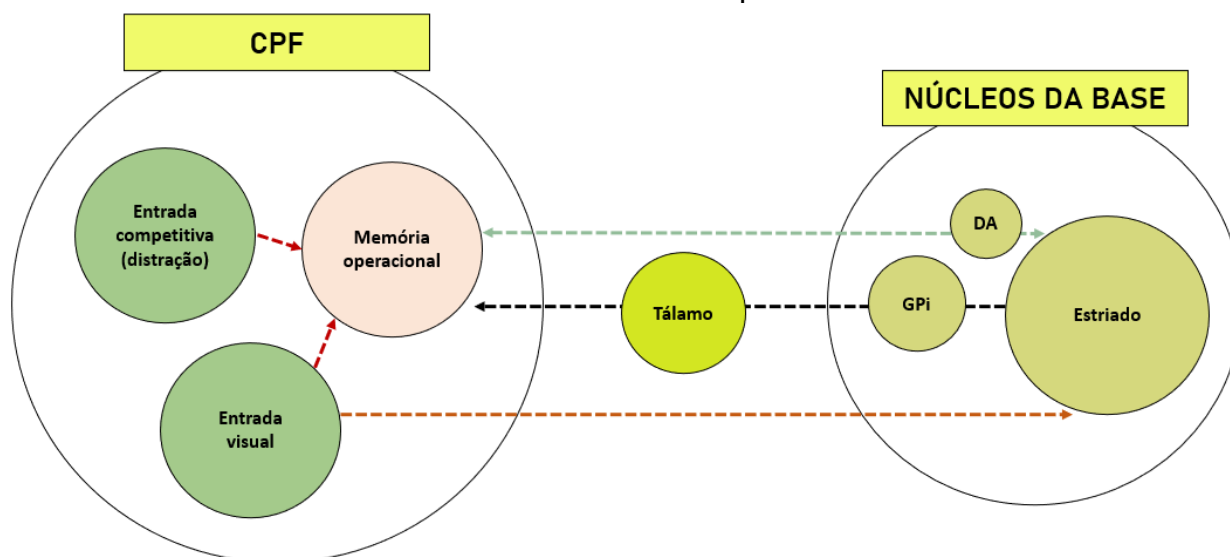 CPF
NÚCLEOS DA BASE
Entrada
competitiva
(distração)
Memória
operacional
DA
Tálamo
GPi
Estriado
Entrada
visual